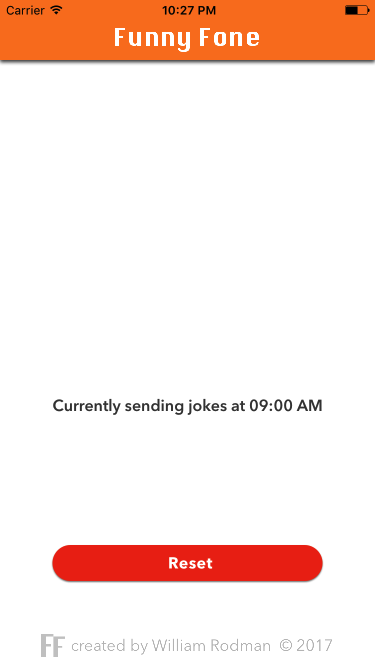 Carrier 10:27 PM
Funny Fone
Currently sending jokes at 09:00 AM
Reset
FF created by William Rodman © 2017